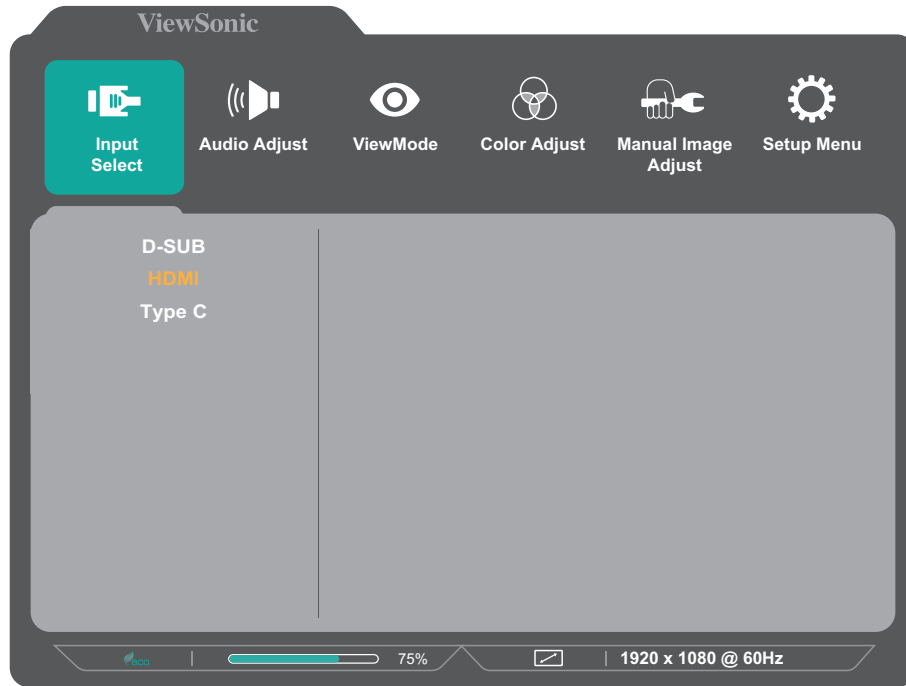 ViewSonic
Input
Select
Audio Adjust
ViewMode
Color Adjust
Manual Image
Adjust
Setup Menu
D-SUB
HDMI
Type C
eco
75%
1920 x 1080 @ 60Hz